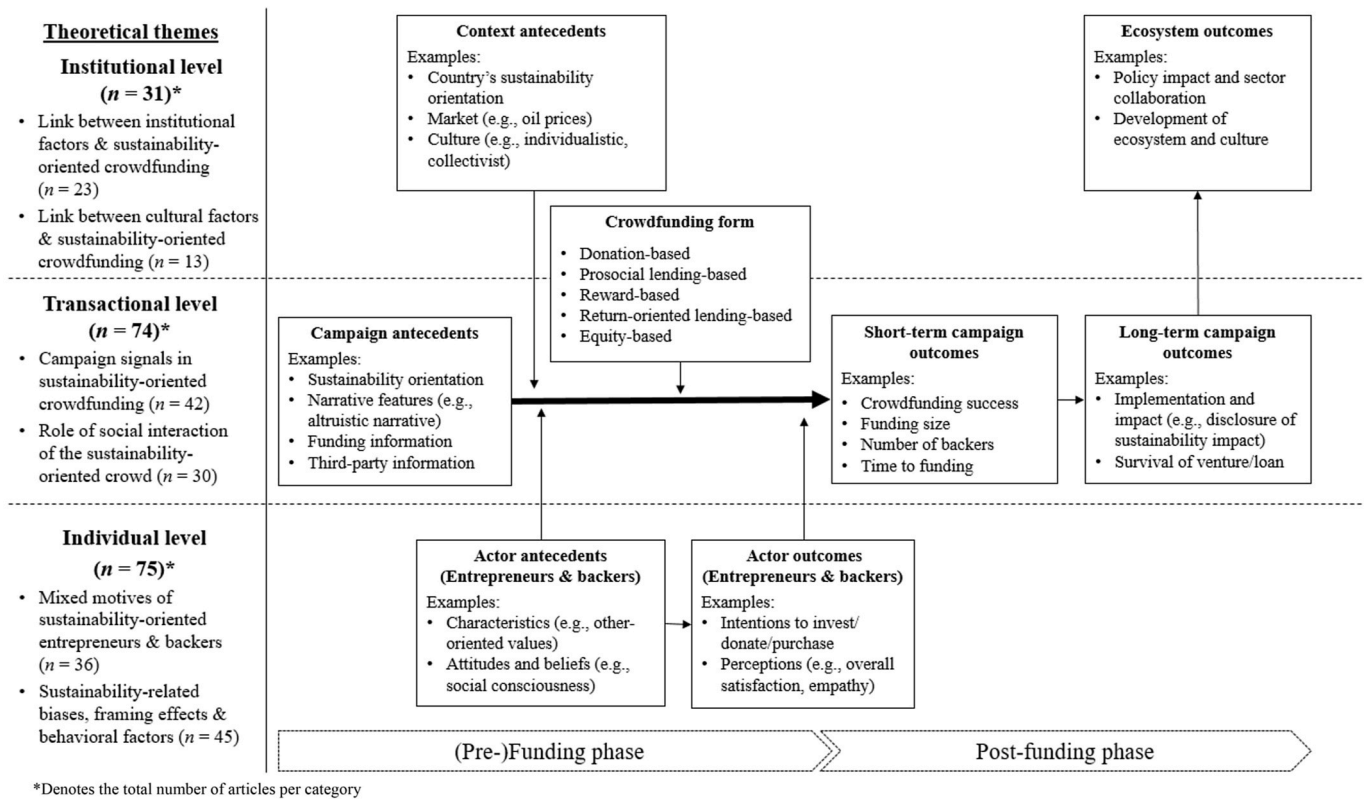 Theoretical themes
Institutional level
(n = 31)*
• Link between institutional
factors & sustainability-
oriented crowdfunding
(n = 23)
• Link between cultural factors
& sustainability-oriented
crowdfunding (n = 13)
Transactional level
(n = 74)*
• Campaign signals in
sustainability-oriented
crowdfunding (n = 42)
• Role of social interaction
of the sustainability-
oriented crowd (n = 30)
Individual level
(n = 75)*
• Mixed motives of
sustainability-oriented
entrepreneurs & backers
(n = 36)
• Sustainability-related
biases, framing effects &
behavioral factors (n = 45)
Context antecedents
Examples:
• Country's sustainability
orientation
• Market (e.g., oil prices)
• Culture (e.g., individualistic,
collectivist)
Ecosystem outcomes
Examples:
• Policy impact and sector
collaboration
• Development of
ecosystem and culture
Crowdfunding form
• Donation-based
• Prosocial lending-based
• Reward-based
• Return-oriented lending-based
• Equity-based
Campaign antecedents
Examples:
• Sustainability orientation
• Narrative features (e.g.,
altruistic narrative)
• Funding information
• Third-party information
Short-term campaign
outcomes
Examples:
• Crowdfunding success
• Funding size
• Number of backers
• Time to funding
Long-term campaign
outcomes
Examples:
• Implementation and
impact (e.g., disclosure of
sustainability impact)
• Survival of venture/loan
Actor antecedents
(Entrepreneurs & backers)
Examples:
• Characteristics (e.g., other-
oriented values)
• Attitudes and beliefs (e.g.,
social consciousness)
Actor outcomes
(Entrepreneurs & backers)
Examples:
• Intentions to invest/
donate/purchase
• Perceptions (e.g., overall
satisfaction, empathy)
(Pre-)Funding phase
Post-funding phase
*Denotes the total number of articles per category